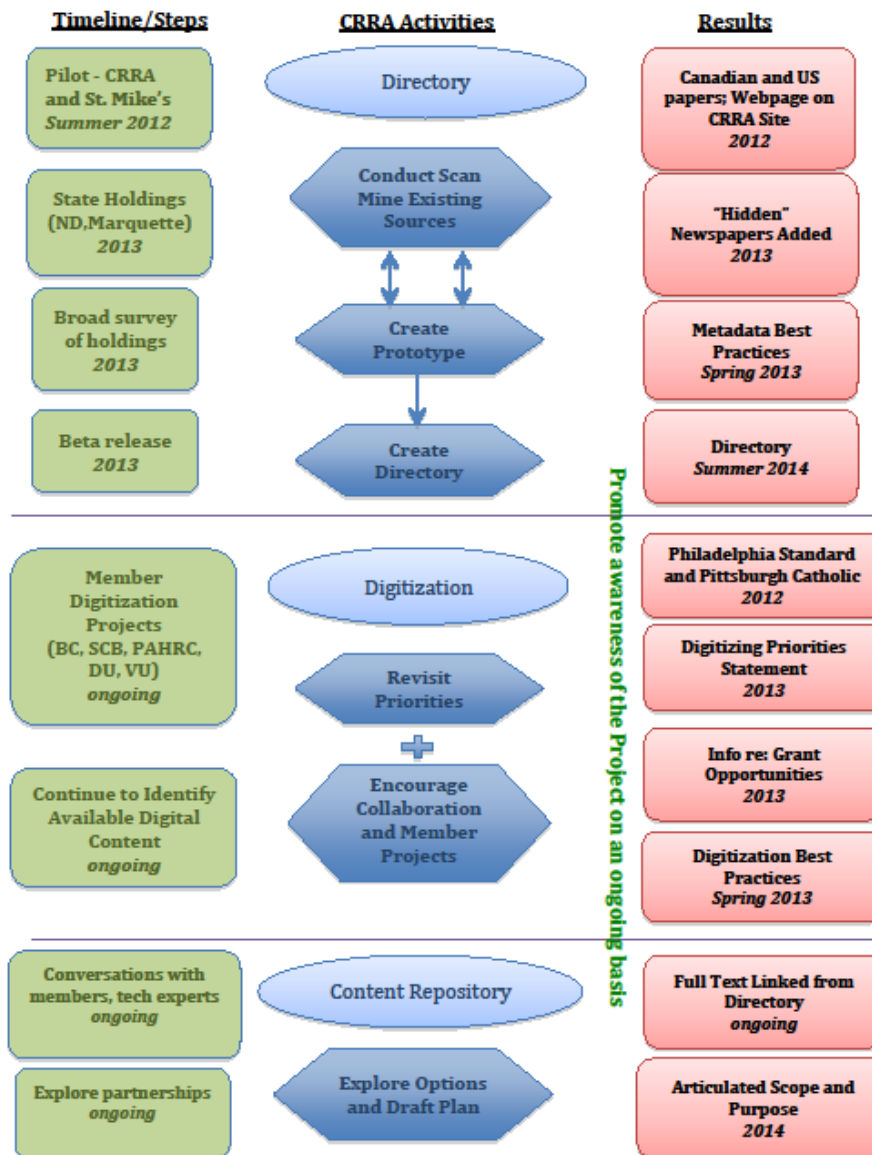 Timeline/Steps
CRRA Activities
Results
Pilot - CRRA
and St. Mike's
Summer 2012
Directory
Canadian and US
papers; Webpage on
CRRA Site
2012
State Holdings
(ND,Marquette)
2013
Conduct Scan
Mine Existing
Sources
"Hidden"
Newspapers Added
2013
Broad survey
of holdings
2013
Create
Prototype
Metadata Best
Practices
Spring 2013
Beta release
2013
Create
Directory
Directory
Summer 2014
Promote awareness of the Project on an ongoing basis
Member
Digitization
Projects
(BC, SCB, PAHRC,
DU, VU)
ongoing
Digitization
Philadelphia Standard
and Pittsburgh Catholic
2012
Revisit
Priorities
Digitizing Priorities
Statement
2013
Continue to Identify
Available Digital
Content
ongoing
Encourage
Collaboration
and Member
Projects
Info re: Grant
Opportunities
2013
Digitization Best
Practices
Spring 2013
Conversations with
members, tech experts
ongoing
Content Repository
Full Text Linked from
Directory
ongoing
Explore partnerships
ongoing
Explore Options
and Draft Plan
Articulated Scope and
Purpose
2014